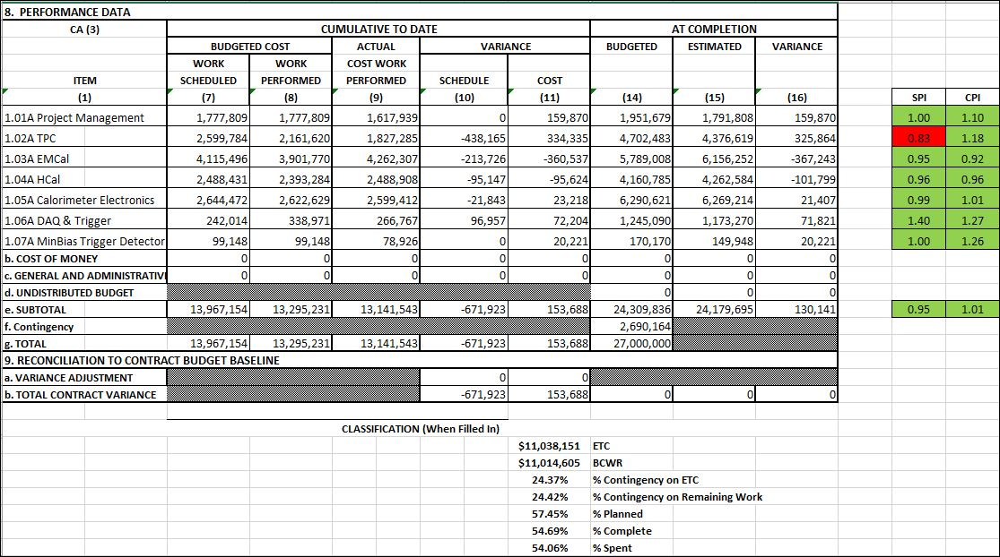 8. PERFORMANCE DATA
CA (3) CUMULATIVE TO DATE AT COMPLETION
BUDGETED COST ACTUAL VARIANCE BUDGETED ESTIMATED VARIANCE
WORK WORK COST WORK
ITEM SCHEDULED PERFORMED PERFORMED SCHEDULE COST
(1) (7) (8) (9) (10) (11) (14) (15) (16) SPI CPI
1.01A Project Management 1,777,809 1,777,809 1,617,939 0 159,870 1,951,679 1,791,808 159,870 1.00 1.10
1.02A TPC 2,599,784 2,161,620 1,827,285 -438,165 334,335 4,702,483 4,376,619 325,864 0.83 1.18
1.03A EMCal 4,115,496 3,901,770 4,262,307 -213,726 -360,537 5,789,008 6,156,252 -367,243 0.95 0.92
1.04A HCal 2,488,431 2,393,284 2,488,908 -95,147 -95,624 4,160,785 4,262,584 -101,799 0.96 0.96
1.05A Calorimeter Electronics 2,644,472 2,622,629 2,599,412 -21,843 23,218 6,290,621 6,269,214 21,407 0.99 1.01
1.06A DAQ & Trigger 242,014 338,971 266,767 96,957 72,204 1,245,090 1,173,270 71,821 1.40 1.27
1.07A MinBias Trigger Detector 99,148 99,148 78,926 0 20,221 170,170 149,948 20,221 1.00 1.26
b. COST OF MONEY 0 0 0 0 0 0 0 0
c. GENERAL AND ADMINISTRATIVI 0 0 0 0 0 0 0 0
d. UNDISTRIBUTED BUDGET 0 0 0
e. SUBTOTAL 13,967,154 13,295,231 13,141,543 -671,923 153,688 24,309,836 24,179,695 130,141 0.95 1.01
f. Contingency 2,690,164
g. TOTAL 13,967,154 13,295,231 13,141,543 -671,923 153,688 27,000,000
9. RECONCILIATION TO CONTRACT BUDGET BASELINE
a. VARIANCE ADJUSTMENT 0 0
b. TOTAL CONTRACT VARIANCE -671,923 153,688 0 0 0
CLASSIFICATION (When Filled In)
$11,038,151 ETC
$11,014,605 BCWR
24.37% % Contingency on ETC
24.42% % Contingency on Remaining Work
57.45% % Planned
54.69% % Complete
54.06% % Spent